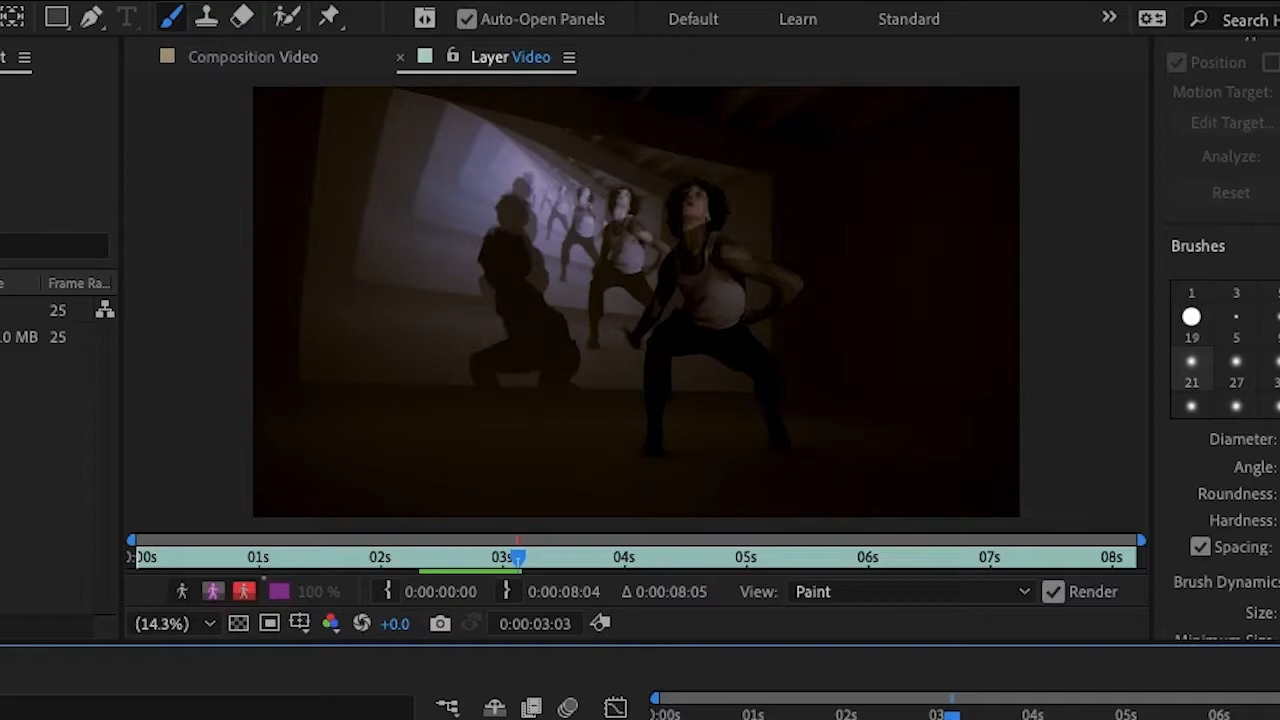 T Auto-Open Panels Default Learn Standard Search H
t Composition Video × Layer Video
Position
Motion Target:
Edit Target...
Analyze:
Reset
Brushes
e Frame Ra...
25
.0 MB 25
1 3
19 5
21 27
Diameter:
Angle:
Roundness:
Hardness:
Spacing:
Brush Dynamics
Size:
:00s 01s 02s 03s 04s 05s 06s 07s 08s
100 % 0:00:00:00 0:00:08:04 Δ 0:00:08:05 View: Paint Render
(14.3%) +0.0 0:00:03:03
:00s 01s 02s 03s 04s 05s 06s